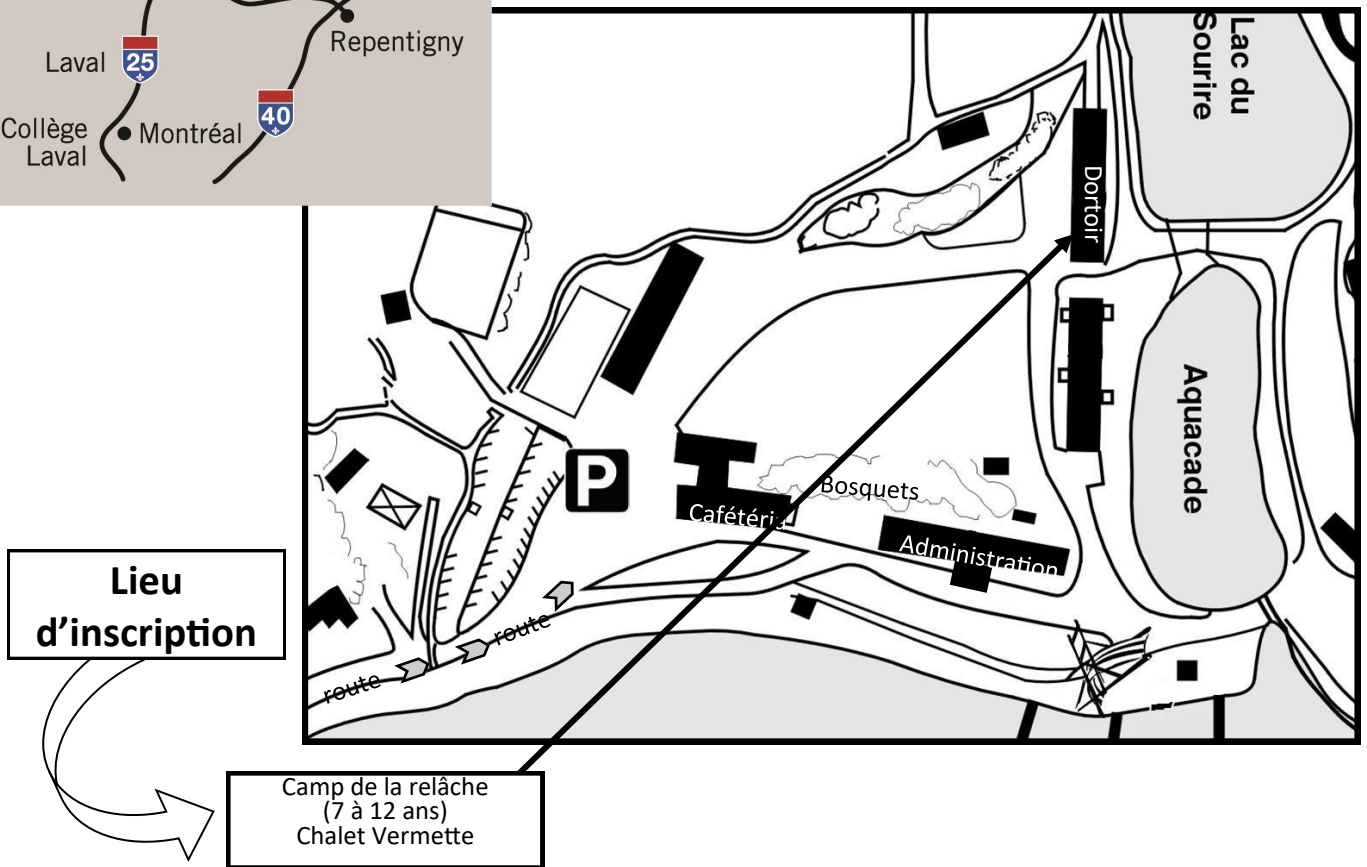 Repentigny
Laval
25
40
Collège
Laval
Montréal
Lac du
Sourire
Dortoir
Aquacade
P
Bosquets
Cafétéria
Administration
route
route
Lieu
d’inscription
Camp de la relâche
(7 à 12 ans)
Chalet Vermette